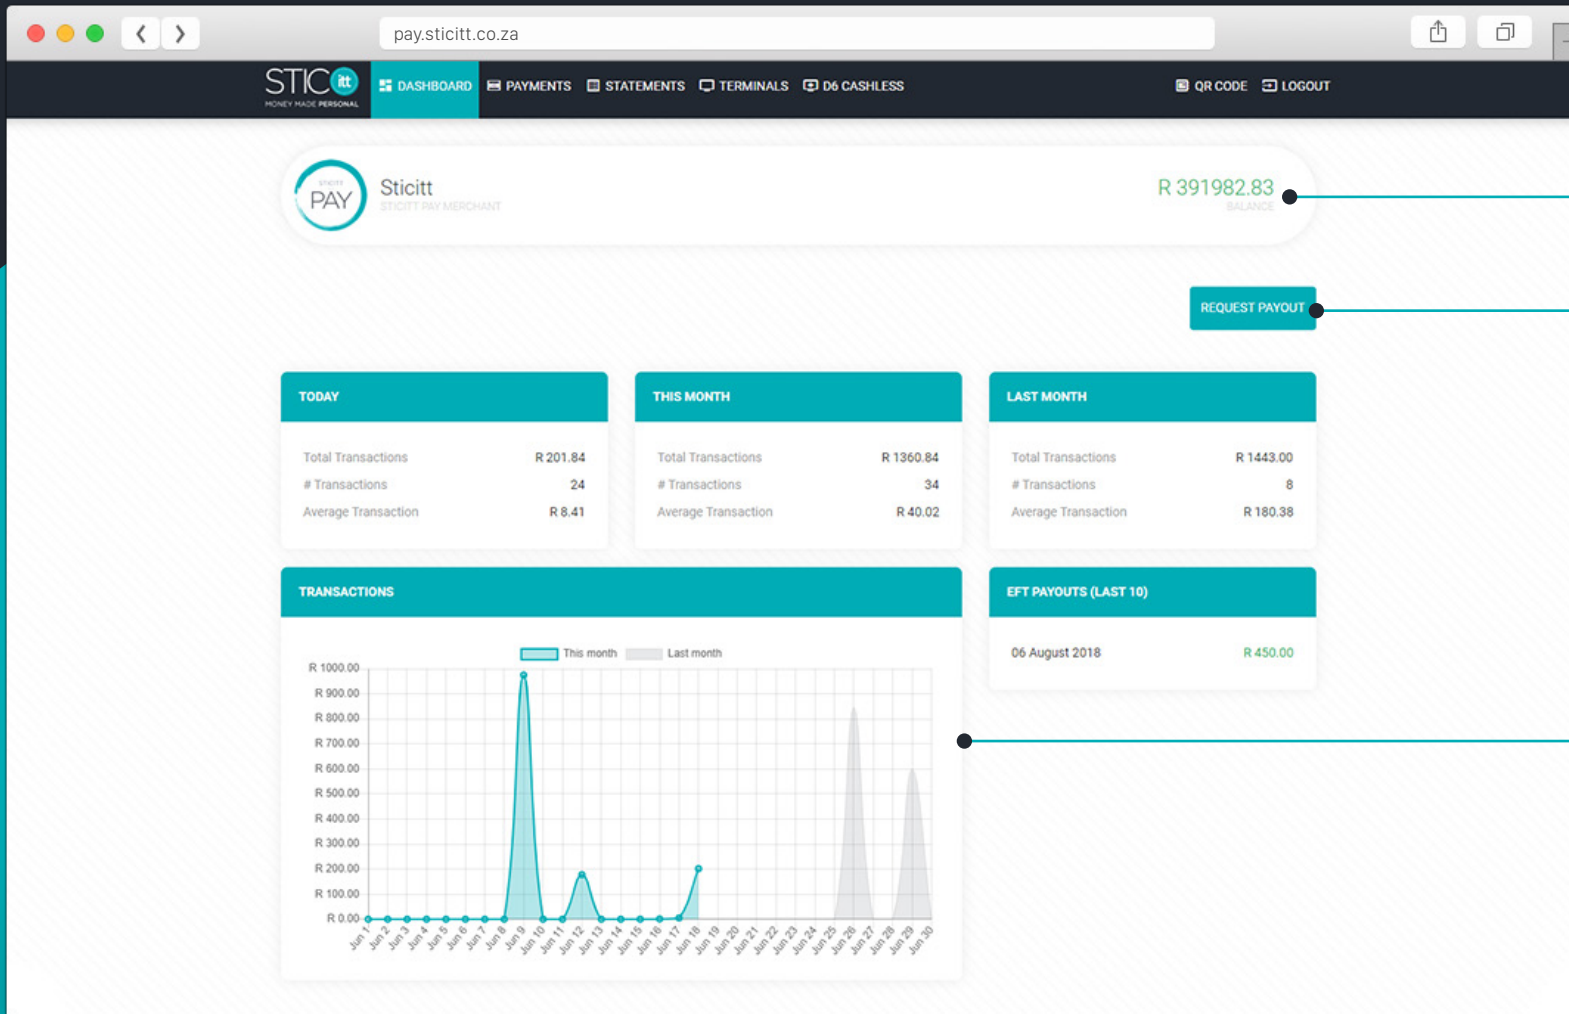 pay.sticitt.co.za
STIC itt
MONEY MADE PERSONAL
DASHBOARD PAYMENTS STATEMENTS TERMINALS D6 CASHLESS QR CODE LOGOUT
STICITT
PAY
Sticitt
STICITT PAY MERCHANT
R 391982.83
BALANCE
REQUEST PAYOUT
TODAY
Total Transactions R 201.84
# Transactions 24
Average Transaction R 8.41
THIS MONTH
Total Transactions R 1360.84
# Transactions 34
Average Transaction R 40.02
LAST MONTH
Total Transactions R 1443.00
# Transactions 8
Average Transaction R 180.38
TRANSACTIONS
This month Last month
R 1000.00
R 900.00
R 800.00
R 700.00
R 600.00
R 500.00
R 400.00
R 300.00
R 200.00
R 100.00
R 0.00
Jun 1 Jun 2 Jun 3 Jun 4 Jun 5 Jun 6 Jun 7 Jun 8 Jun 9 Jun 10 Jun 11 Jun 12 Jun 13 Jun 14 Jun 15 Jun 16 Jun 17 Jun 18 Jun 19 Jun 20 Jun 21 Jun 22 Jun 23 Jun 24 Jun 25 Jun 26 Jun 27 Jun 28 Jun 29 Jun 30
EFT PAYOUTS (LAST 10)
06 August 2018 R 450.00